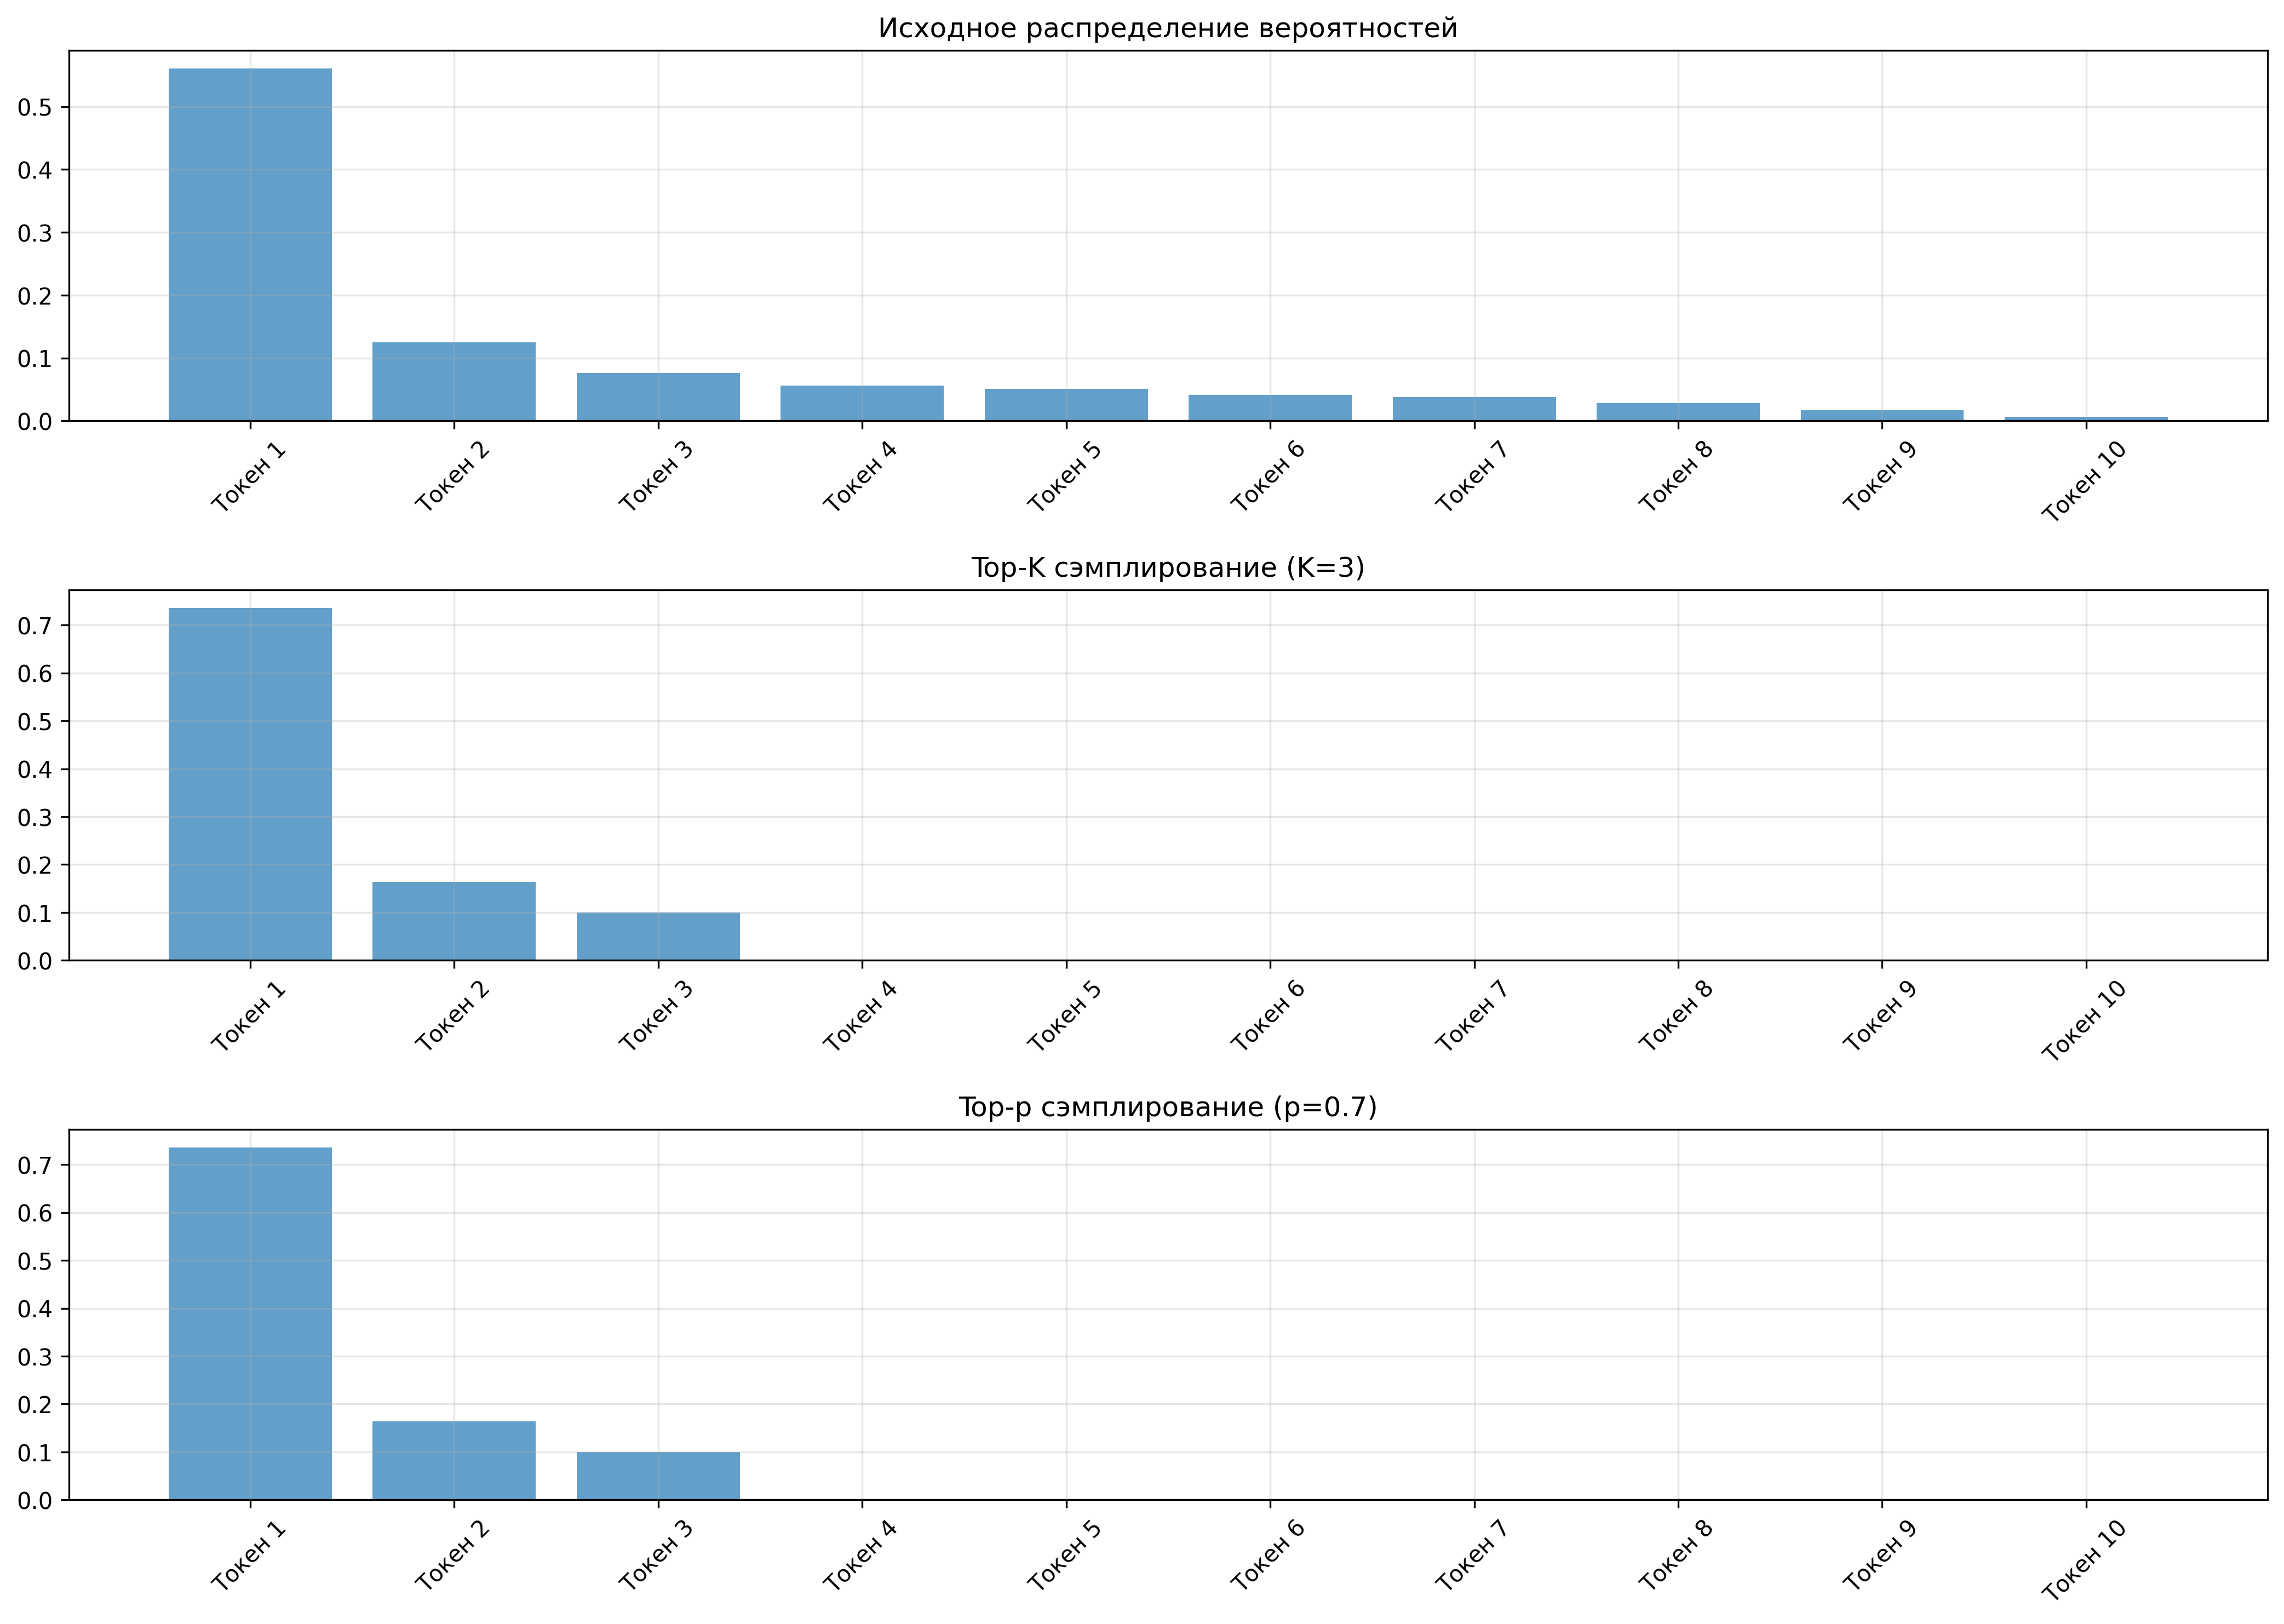 Исходное распределение вероятностей
0.5
0.4
0.3
0.2
0.1
0.0
Токен 1
Токен 2
Токен 3
Токен 4
Токен 5
Токен 6
Токен 7
Токен 8
Токен 9
Токен 10
Top-K сэмплирование (K=3)
0.7
0.6
0.5
0.4
0.3
0.2
0.1
0.0
Токен 1
Токен 2
Токен 3
Токен 4
Токен 5
Токен 6
Токен 7
Токен 8
Токен 9
Токен 10
Top-p сэмплирование (p=0.7)
0.7
0.6
0.5
0.4
0.3
0.2
0.1
0.0
Токен 1
Токен 2
Токен 3
Токен 4
Токен 5
Токен 6
Токен 7
Токен 8
Токен 9
Токен 10